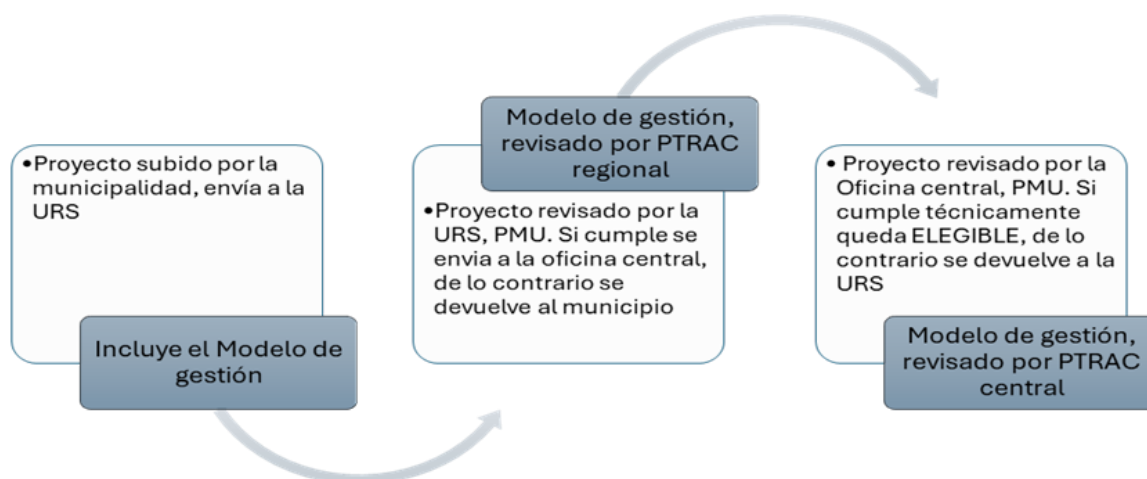 •Proyecto subido por la
municipalidad, envía a la
URS
Incluye el Modelo de
gestión
Modelo de gestión,
revisado por PTRAC
regional
•Proyecto revisado por la
URS, PMU. Si cumple se
envia a la oficina central,
de lo contrario se
devuelve al municipio
• Proyecto revisado por la
Oficina central, PMU. Si
cumple técnicamente
queda ELEGIBLE, de lo
contrario se devuelve a la
URS
Modelo de gestión,
revisado por PTRAC
central